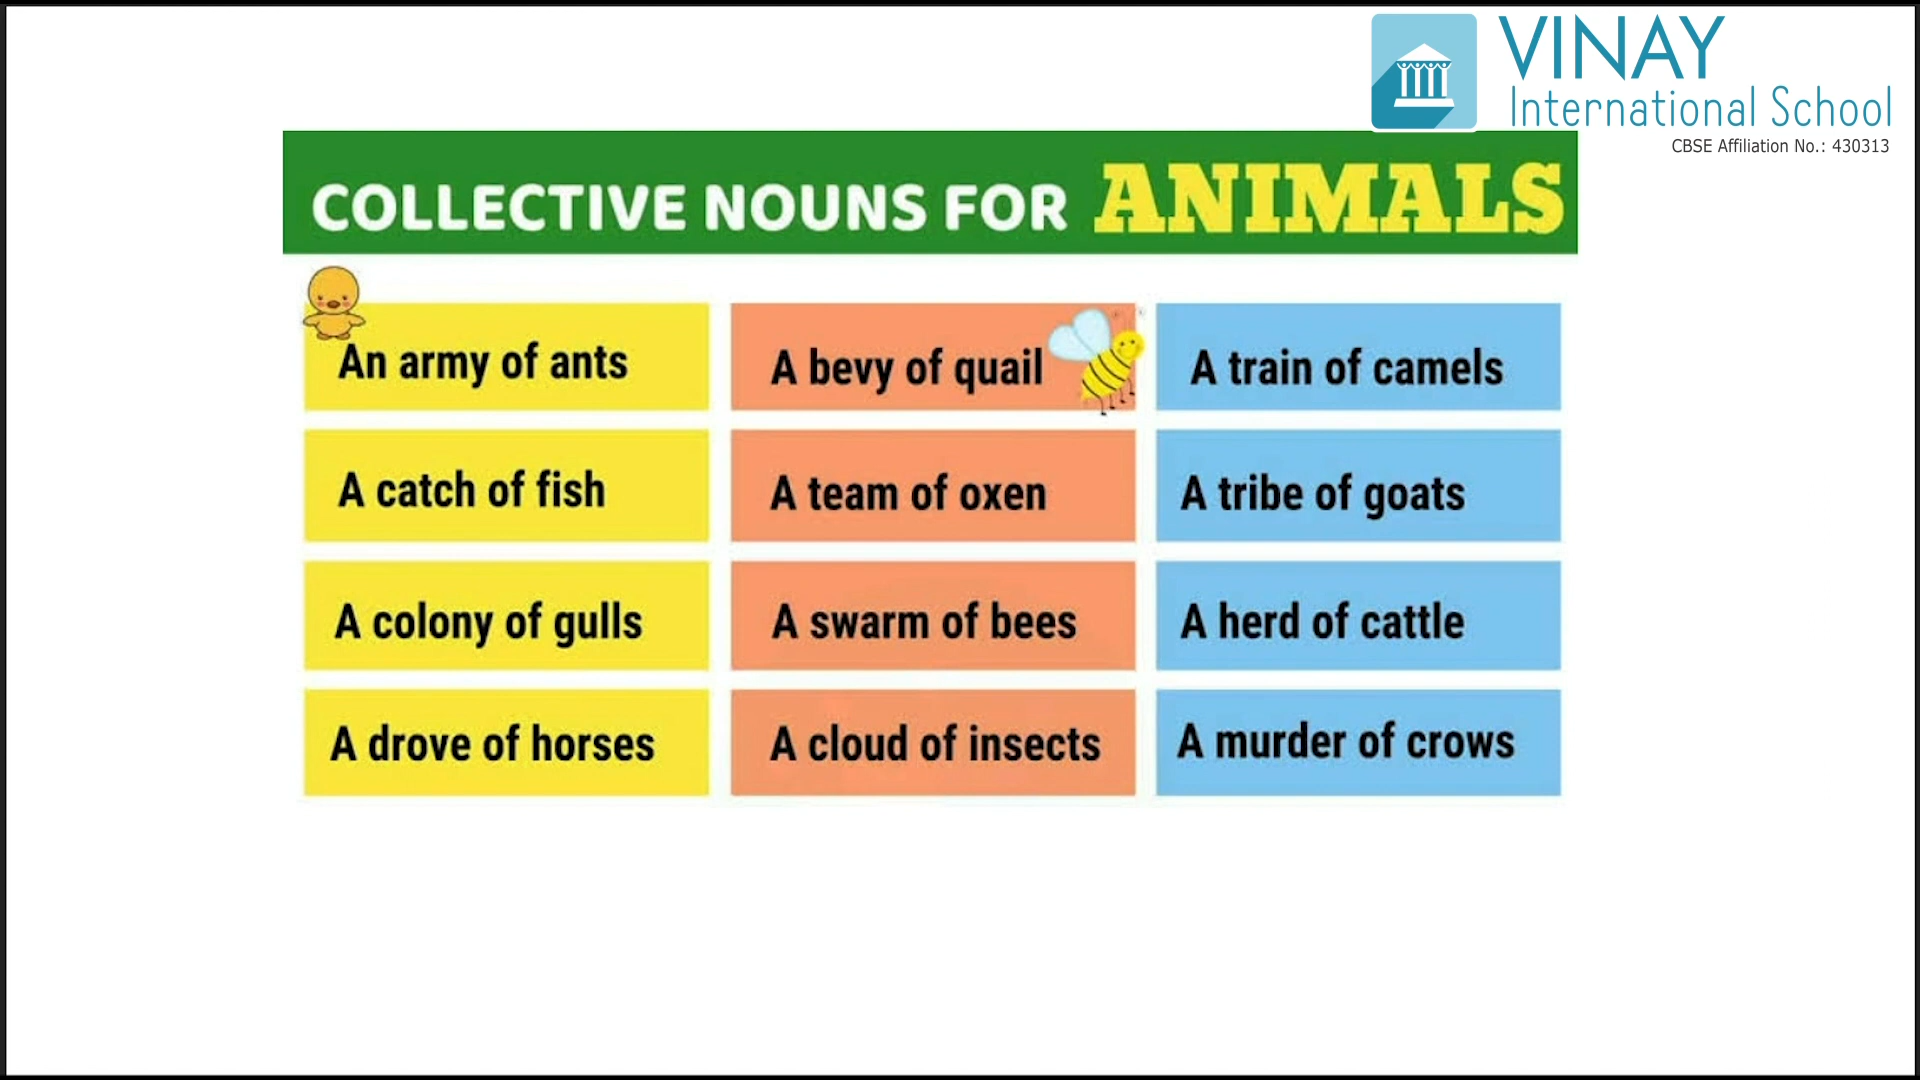 VINAY
International School
CBSE Affiliation No.: 430313
COLLECTIVE NOUNS FOR ANIMALS
An army of ants
A bevy of quail
A train of camels
A catch of fish
A team of oxen
A tribe of goats
A colony of gulls
A swarm of bees
A herd of cattle
A drove of horses
A cloud of insects
A murder of crows